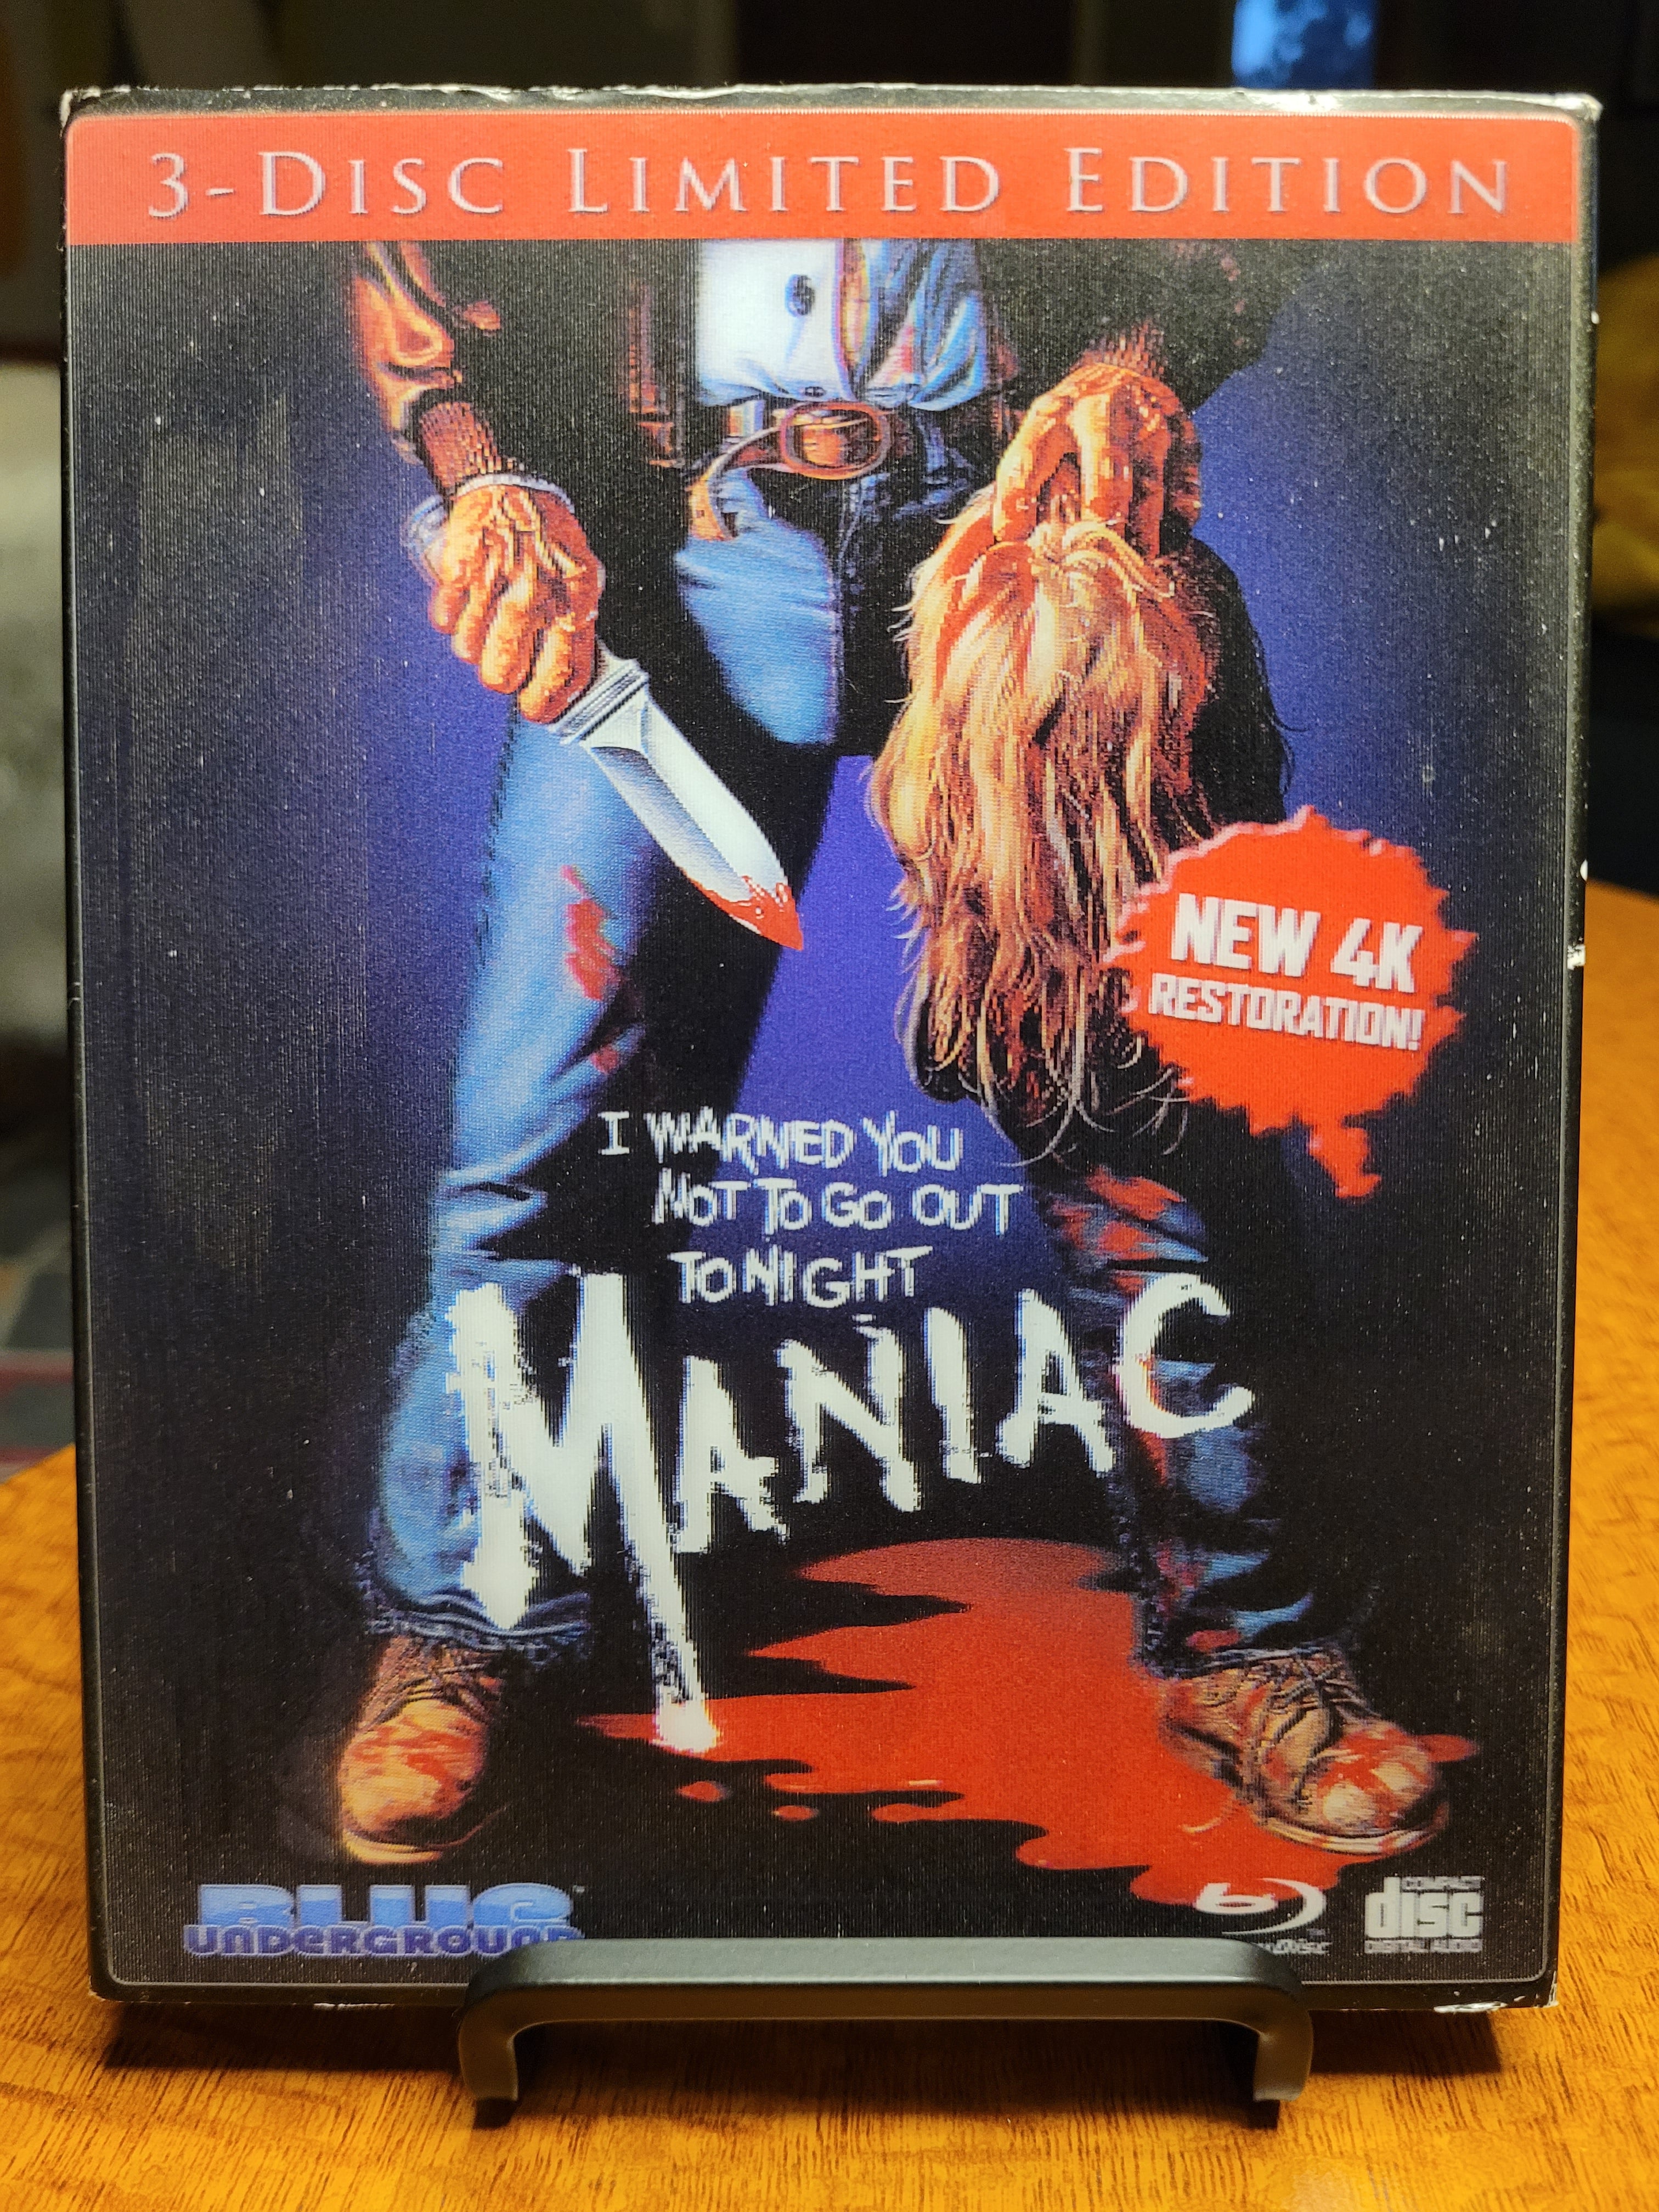 3-DISC LIMITED EDITION
NEW 4K
RESTORATION!
I WARNED YOU
NOT TO GO OUT
TONIGHT
MANIAC
BLUE
UNDERGROUND
COMPACT
disc
DIGITAL AUDIO